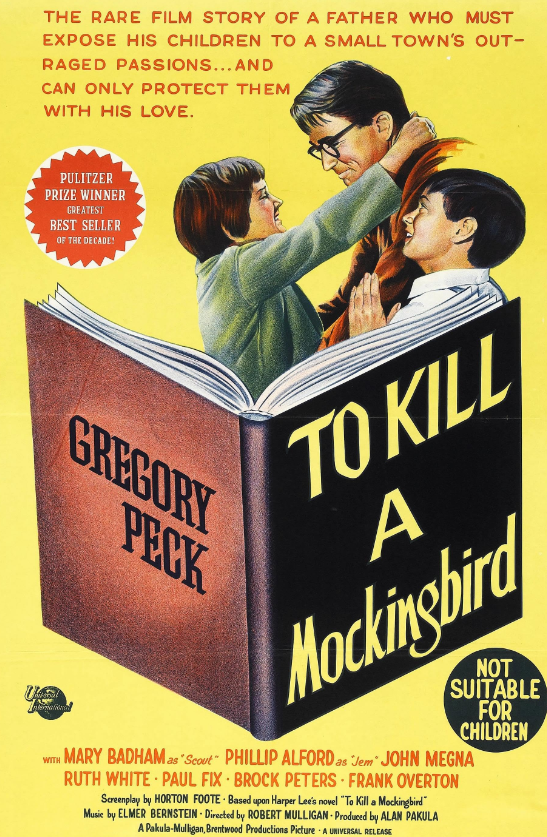 THE RARE FILM STORY OF A FATHER WHO MUST
EXPOSE HIS CHILDREN TO A SMALL TOWN'S OUT-
RAGED PASSIONS...AND
CAN ONLY PROTECT THEM
WITH HIS LOVE.
PULITZER
PRIZE WINNER
GREATEST
BEST SELLER
OF THE DECADE!
GREGORY
PECK
TO KILL
A
Mockingbird
Universal
International
NOT
SUITABLE
FOR
CHILDREN
WITH MARY BADHAM as "Scout" PHILLIP ALFORD as "Jem" JOHN MEGNA
RUTH WHITE · PAUL FIX · BROCK PETERS · FRANK OVERTON
Screenplay by HORTON FOOTE · Based upon Harper Lee's novel "To Kill a Mockingbird"
Music by ELMER BERNSTEIN · Directed by ROBERT MULLIGAN · Produced by ALAN PAKULA
A Pakula-Mulligan, Brentwood Productions Picture · A UNIVERSAL RELEASE